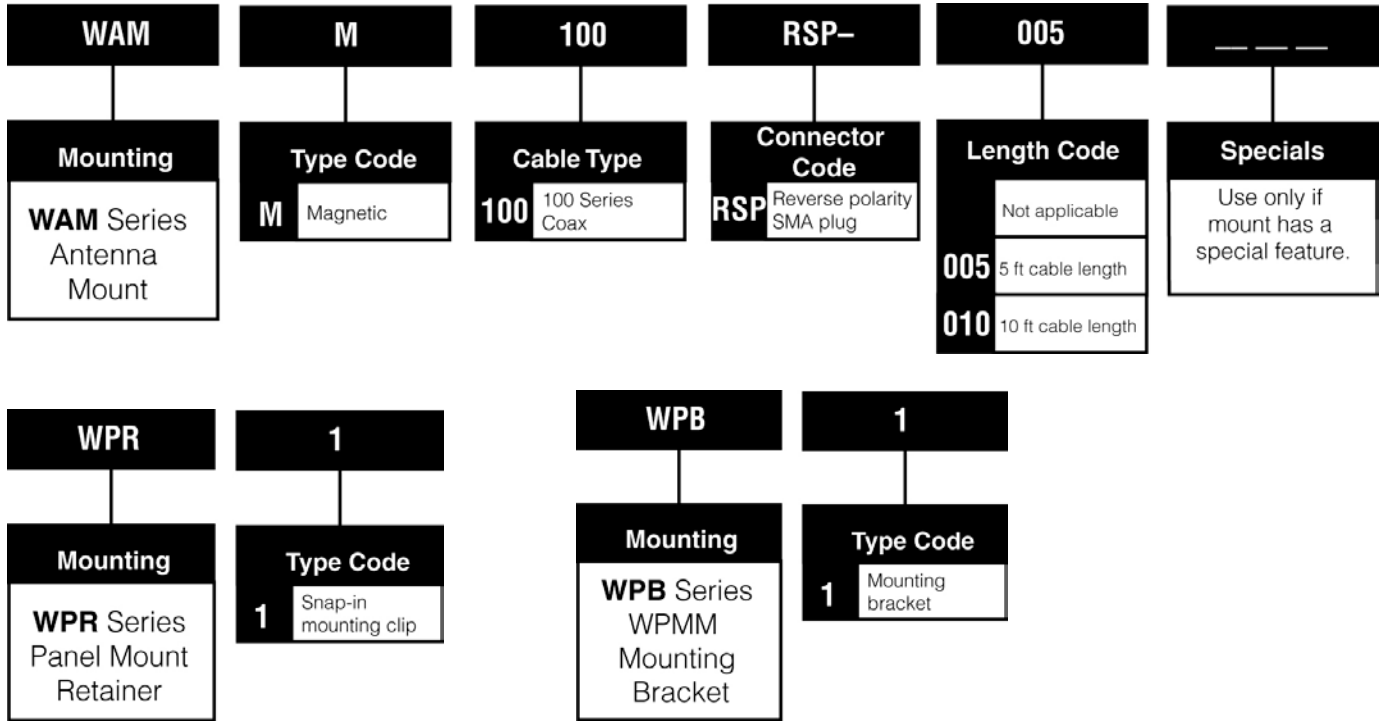 WAM
M
100
RSP–
005
__ __ __
Mounting
WAM Series
Antenna
Mount
Type Code
M Magnetic
Cable Type
100 100 Series
Coax
Connector
Code
RSP Reverse polarity
SMA plug
Length Code
Not applicable
005 5 ft cable length
010 10 ft cable length
Specials
Use only if
mount has a
special feature.
WPR
1
Mounting
WPR Series
Panel Mount
Retainer
Type Code
1 Snap-in
mounting clip
WPB
1
Mounting
WPB Series
WPMM
Mounting
Bracket
Type Code
1 Mounting
bracket